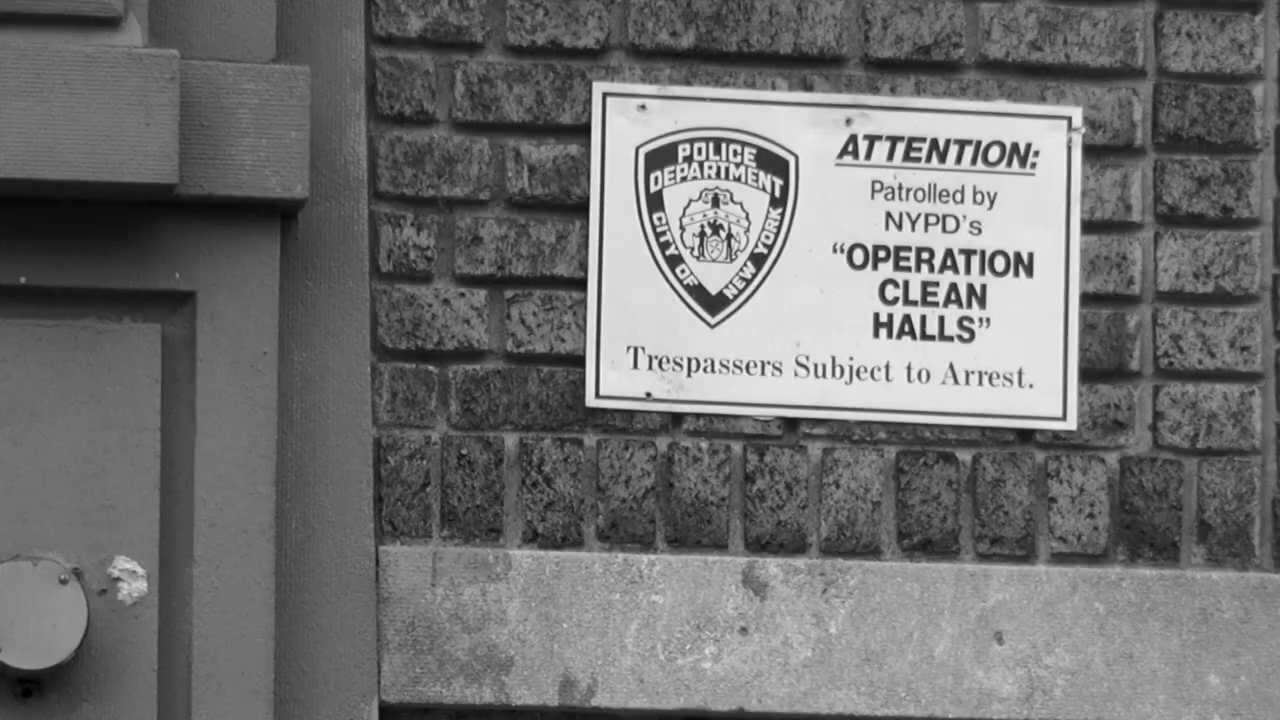 POLICE
DEPARTMENT
CITY OF
NEW YORK
ATTENTION:
Patrolled by
NYPD's
“OPERATION
CLEAN
HALLS”
Trespassers Subject to Arrest.